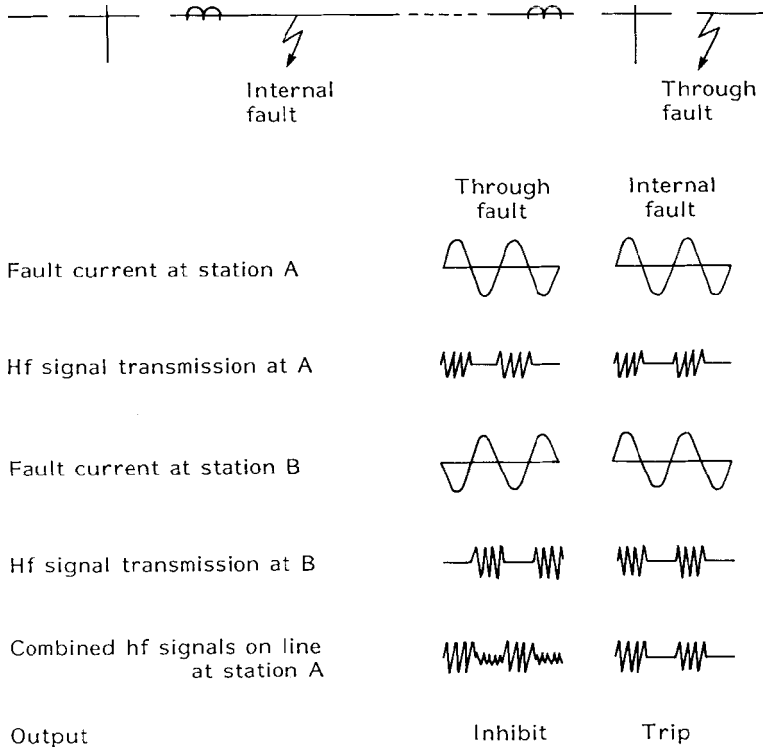 Internal
fault
Through
fault
Through
fault
Internal
fault
Fault current at station A
Hf signal transmission at A
Fault current at station B
Hf signal transmission at B
Combined hf signals on line
at station A
Output
Inhibit
Trip